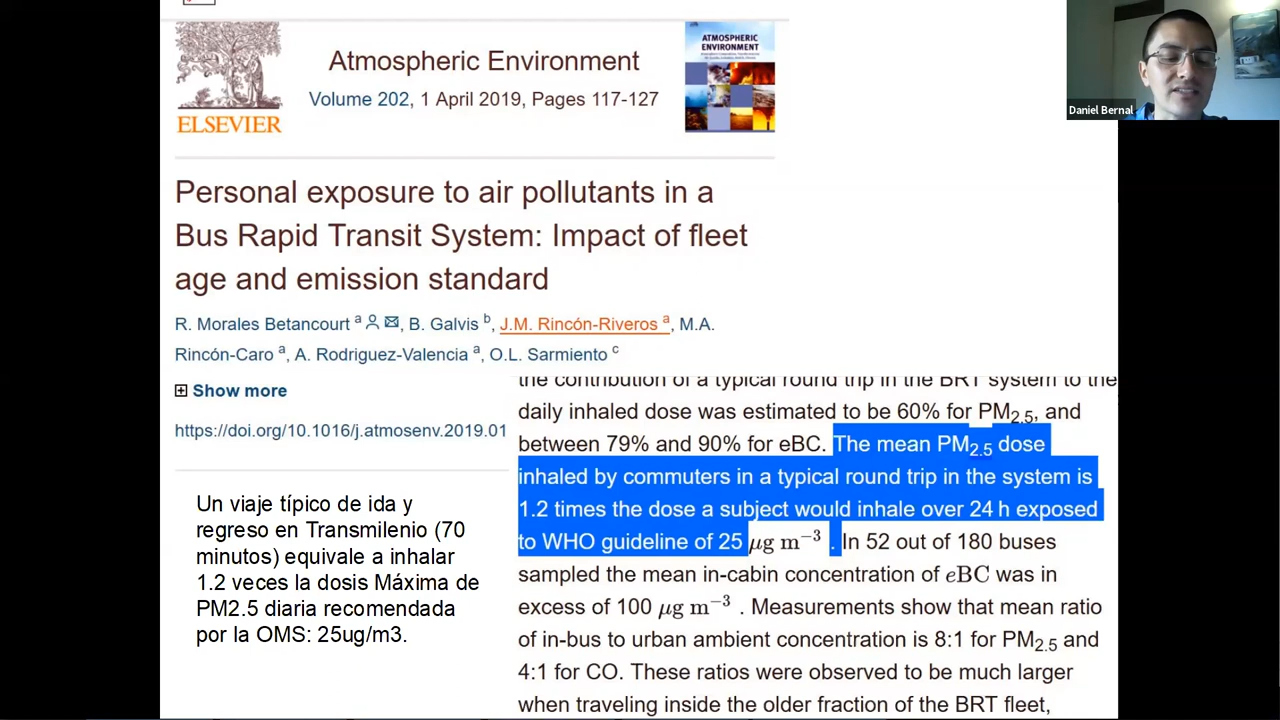 ELSEVIER
Atmospheric Environment
Volume 202, 1 April 2019, Pages 117-127
ATMOSPHERIC
ENVIRONMENT
Daniel Bernal
Personal exposure to air pollutants in a
Bus Rapid Transit System: Impact of fleet
age and emission standard
R. Morales Betancourt a, B. Galvis b, J.M. Rincón-Riveros a, M.A.
Rincón-Caro a, A. Rodriguez-Valencia a, O.L. Sarmiento c
Show more
https://doi.org/10.1016/j.atmosenv.2019.01
Un viaje típico de ida y
regreso en Transmilenio (70
minutos) equivale a inhalar
1.2 veces la dosis Máxima de
PM2.5 diaria recomendada
por la OMS: 25ug/m3.
the contribution of a typical round trip in the BRT system to the
daily inhaled dose was estimated to be 60% for PM2.5, and
between 79% and 90% for eBC. The mean PM2.5 dose
inhaled by commuters in a typical round trip in the system is
1.2 times the dose a subject would inhale over 24 h exposed
to WHO guideline of 25 μg m−3 . In 52 out of 180 buses
sampled the mean in-cabin concentration of eBC was in
excess of 100 μg m−3 . Measurements show that mean ratio
of in-bus to urban ambient concentration is 8:1 for PM2.5 and
4:1 for CO. These ratios were observed to be much larger
when traveling inside the older fraction of the BRT fleet,